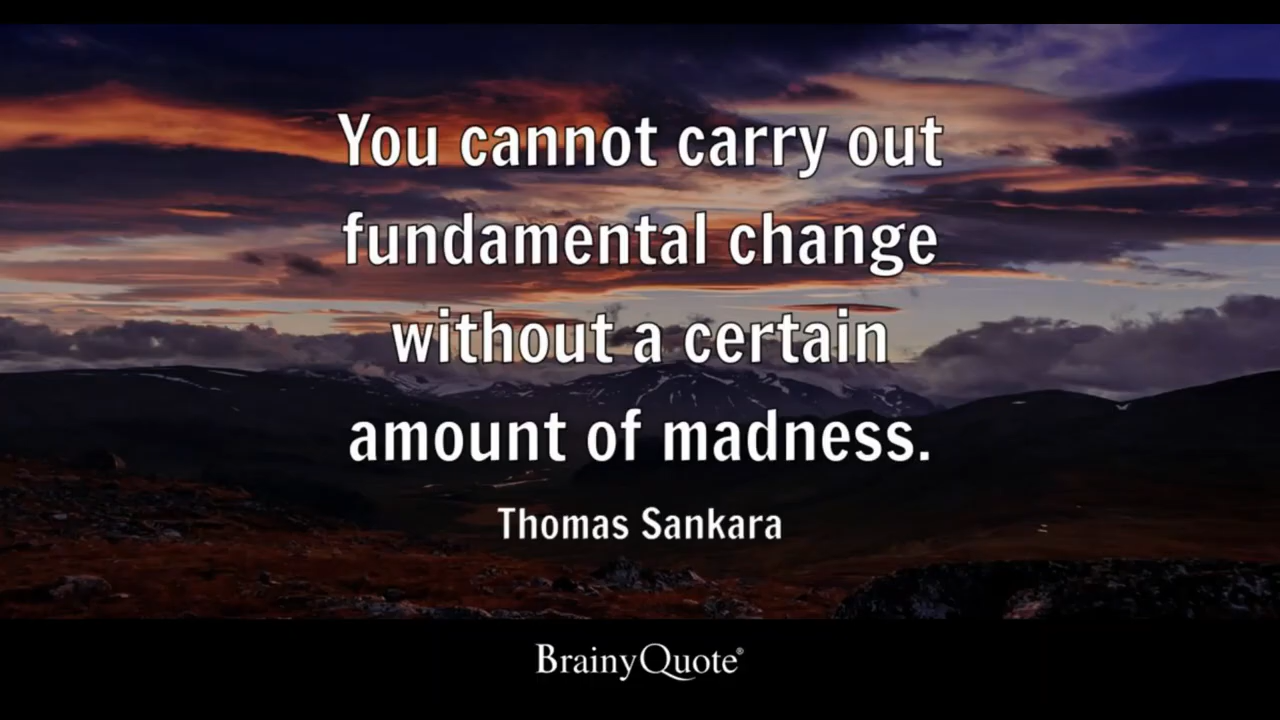 You cannot carry out
fundamental change
without a certain
amount of madness.
Thomas Sankara
BrainyQuote®